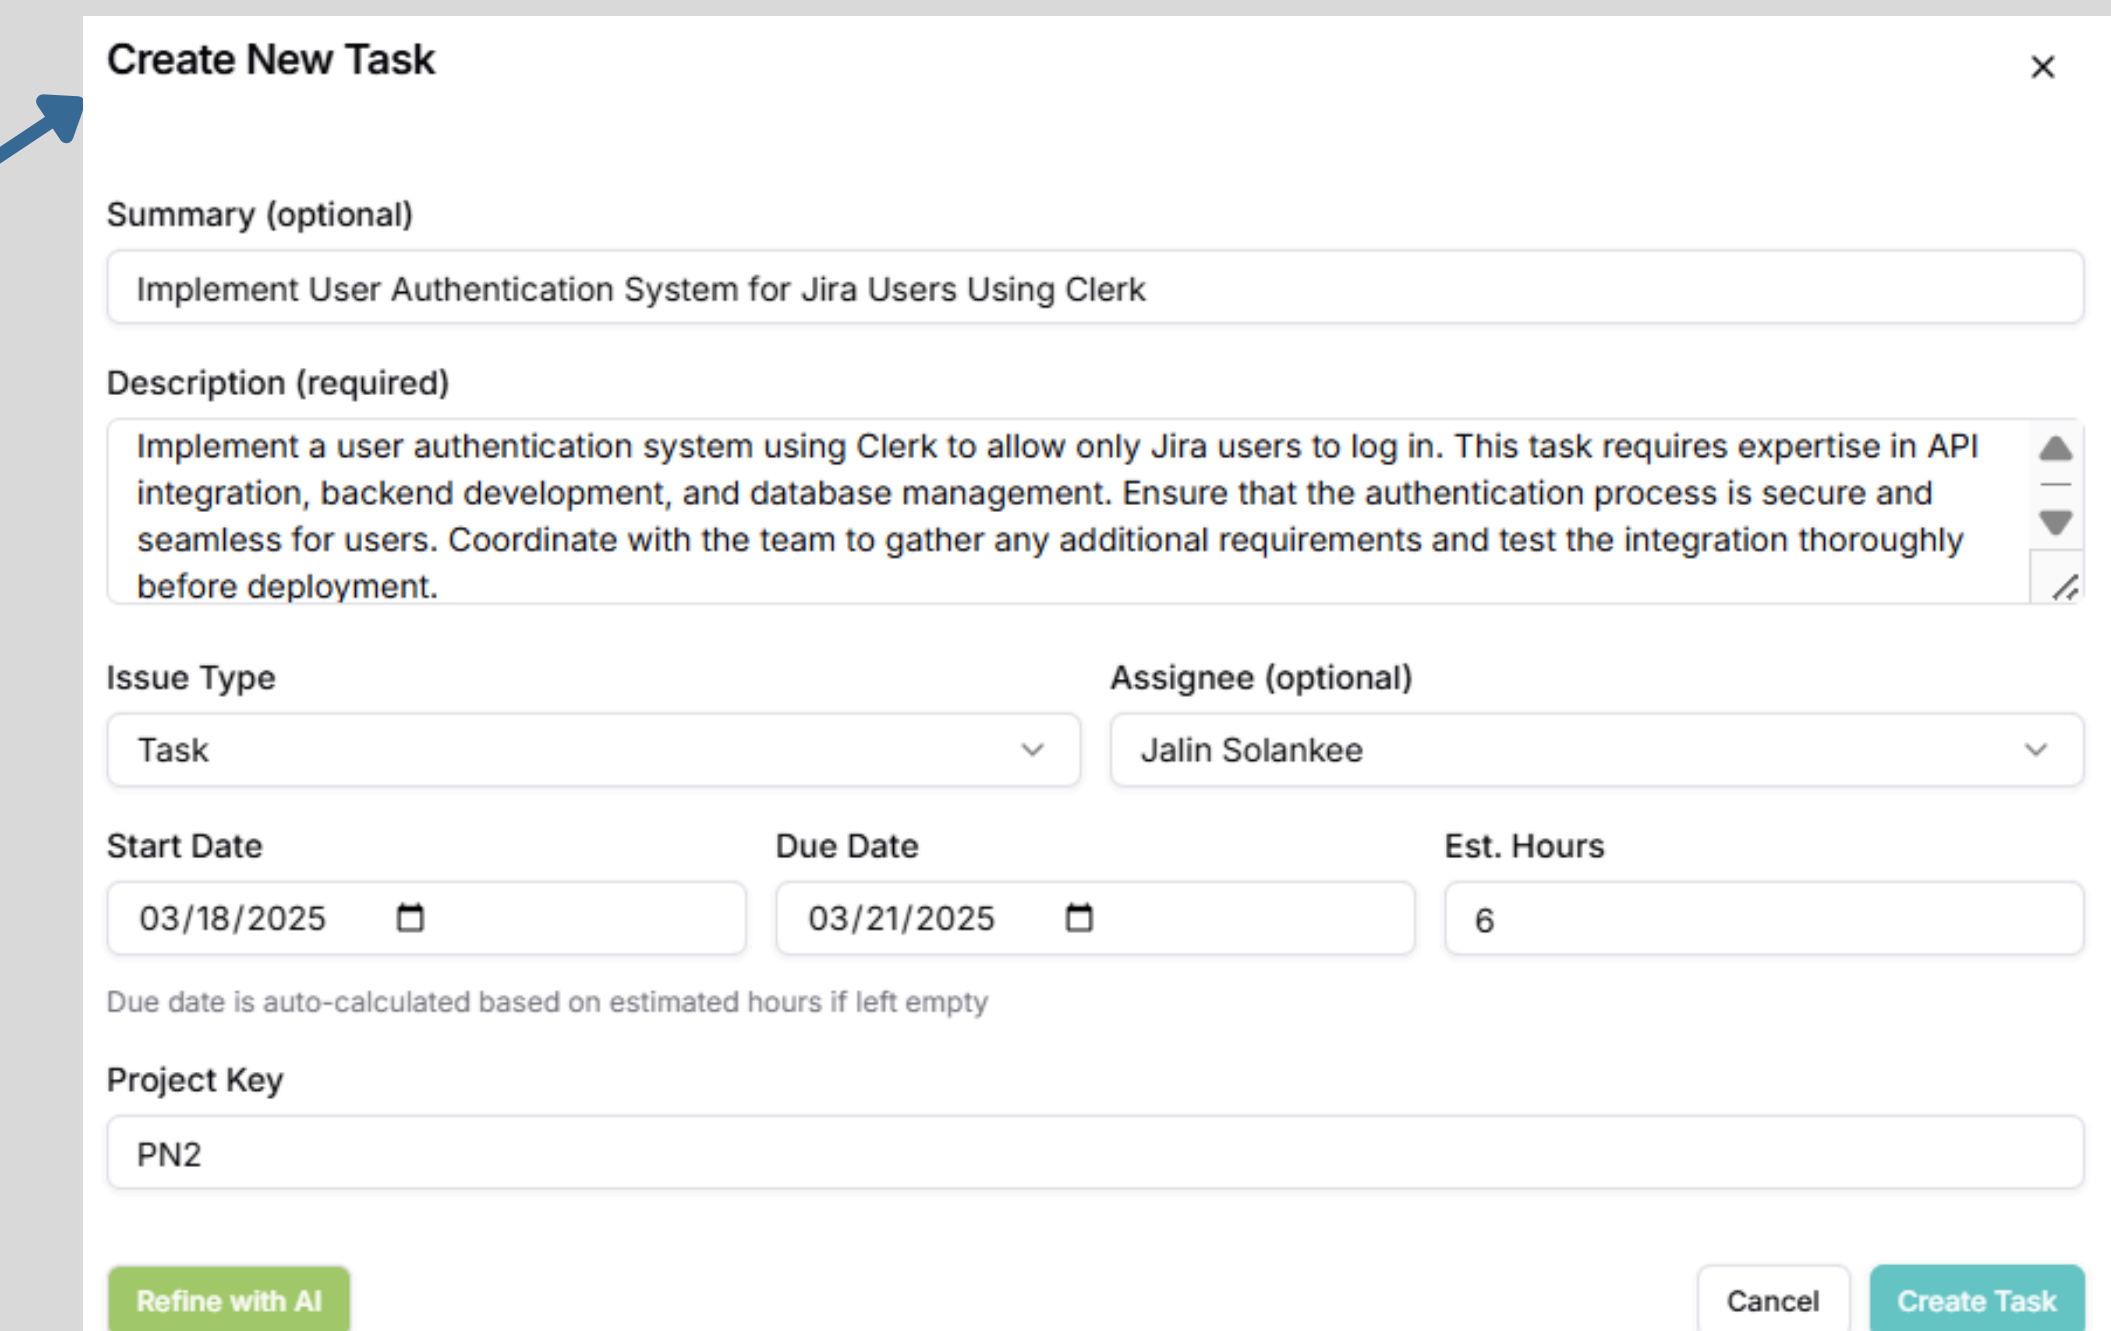 Create New Task
Summary (optional)
Implement User Authentication System for Jira Users Using Clerk
Description (required)
Implement a user authentication system using Clerk to allow only Jira users to log in. This task requires expertise in API
integration, backend development, and database management. Ensure that the authentication process is secure and
seamless for users. Coordinate with the team to gather any additional requirements and test the integration thoroughly
before deployment.
Issue Type
Assignee (optional)
Task
Jalin Solankee
Start Date
Due Date
Est. Hours
03/18/2025
03/21/2025
6
Due date is auto-calculated based on estimated hours if left empty
Project Key
PN2
Refine with AI
Cancel
Create Task